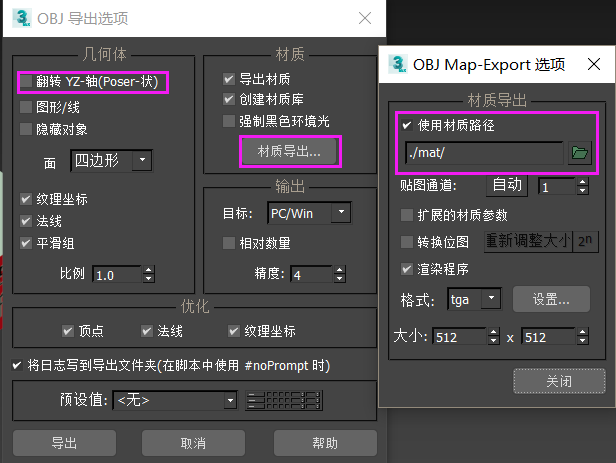 OBJ 导出选项
几何体
翻转 YZ-轴(Poser-状)
图形/线
隐藏对象
面 四边形
纹理坐标
法线
平滑组
比例 1.0
材质
导出材质
创建材质库
强制黑色环境光
材质导出...
输出
目标: PC/Win
相对数量
精度: 4
优化
顶点 法线 纹理坐标
将日志写到导出文件夹(在脚本中使用 #noPrompt 时)
预设值: <无>
导出 取消 帮助
OBJ Map-Export 选项
材质导出
使用材质路径
./mat/
贴图通道: 自动 1
扩展的材质参数
转换位图 重新调整大小 2ⁿ
渲染程序
格式: tga 设置...
大小: 512 x 512
关闭